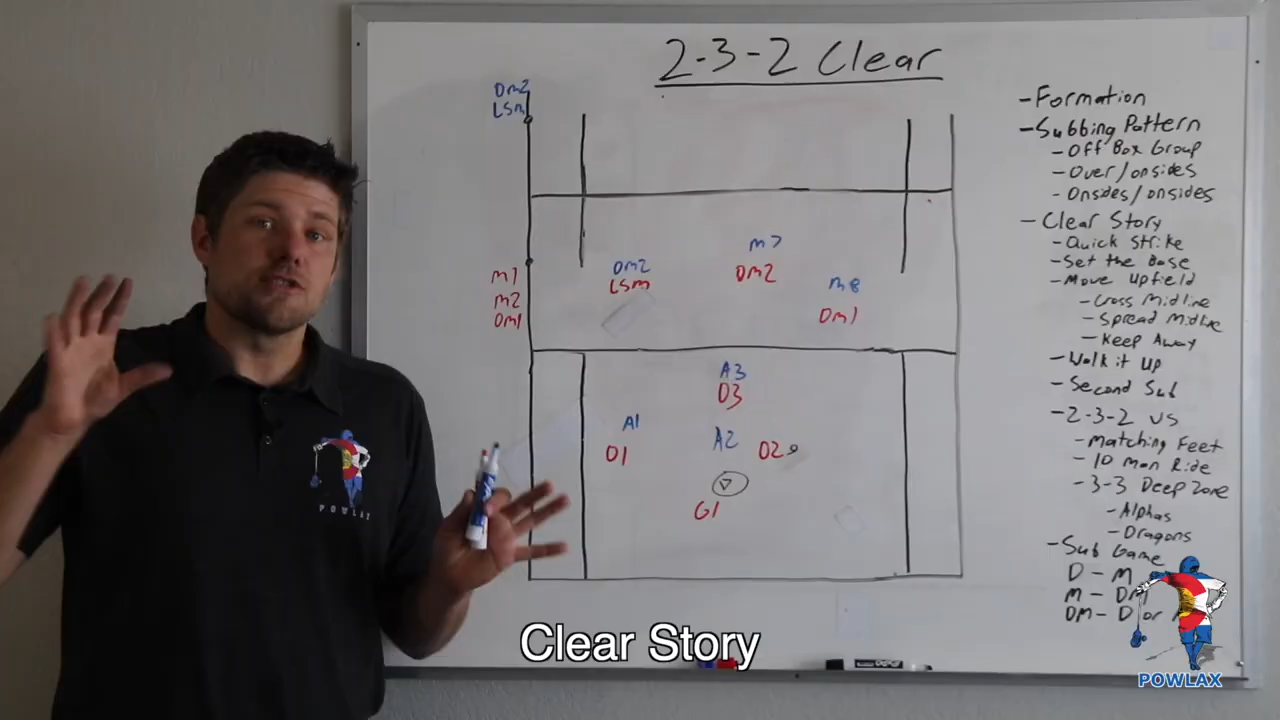 2-3-2 Clear
DM2
LSM
M1
M2
DM1
DM2
LSM
M7
DM2
M8
DM1
A3
D3
A1
D1
A2
D2
G1
- Formation
- Subbing Pattern
- Off Box Group
- Over/onsides
- Onsides/onsides
- Clear Story
- Quick Strike
- Set the Base
- Move Upfield
- Cross Midline
- Spread Midline
- Keep Away
- Walk it Up
- Second Sub
- 2-3-2 vs
- Matching Feet
- 10 Man Ride
- 3-3 Deep Zone
- Alphas
- Dragons
- Sub Game
D - M
M - DM
DM - D or
POWLAX
Clear Story
POWLAX